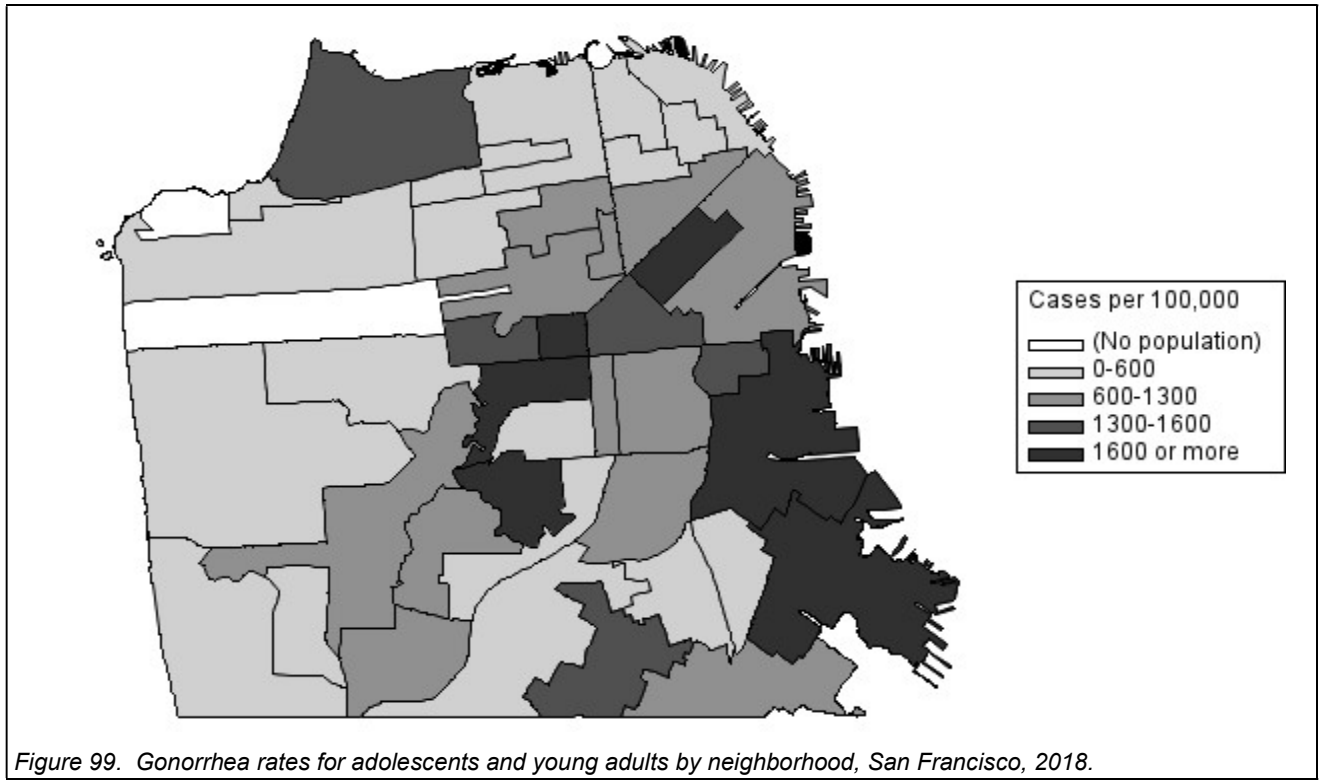 Cases per 100,000
(No population)
0-600
600-1300
1300-1600
1600 or more
Figure 99. Gonorrhea rates for adolescents and young adults by neighborhood, San Francisco, 2018.